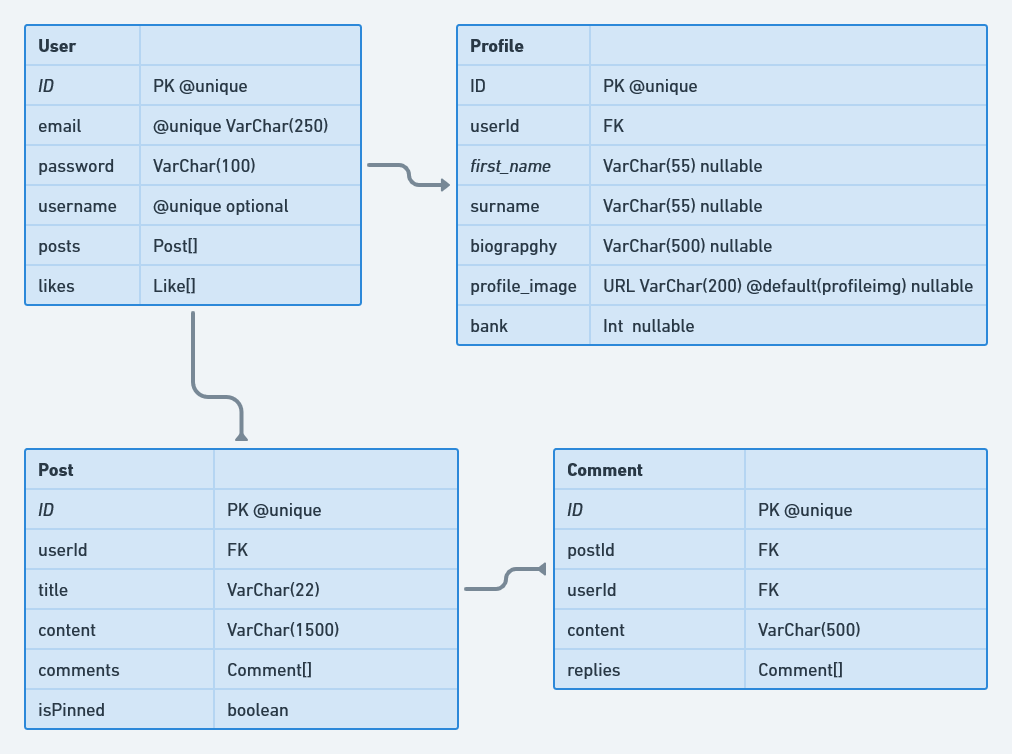 User
ID PK @unique
email @unique VarChar(250)
password VarChar(100)
username @unique optional
posts Post[]
likes Like[]
Profile
ID PK @unique
userId FK
first_name VarChar(55) nullable
surname VarChar(55) nullable
biograpghy VarChar(500) nullable
profile_image URL VarChar(200) @default(profileimg) nullable
bank Int nullable
Post
ID PK @unique
userId FK
title VarChar(22)
content VarChar(1500)
comments Comment[]
isPinned boolean
Comment
ID PK @unique
postId FK
userId FK
content VarChar(500)
replies Comment[]